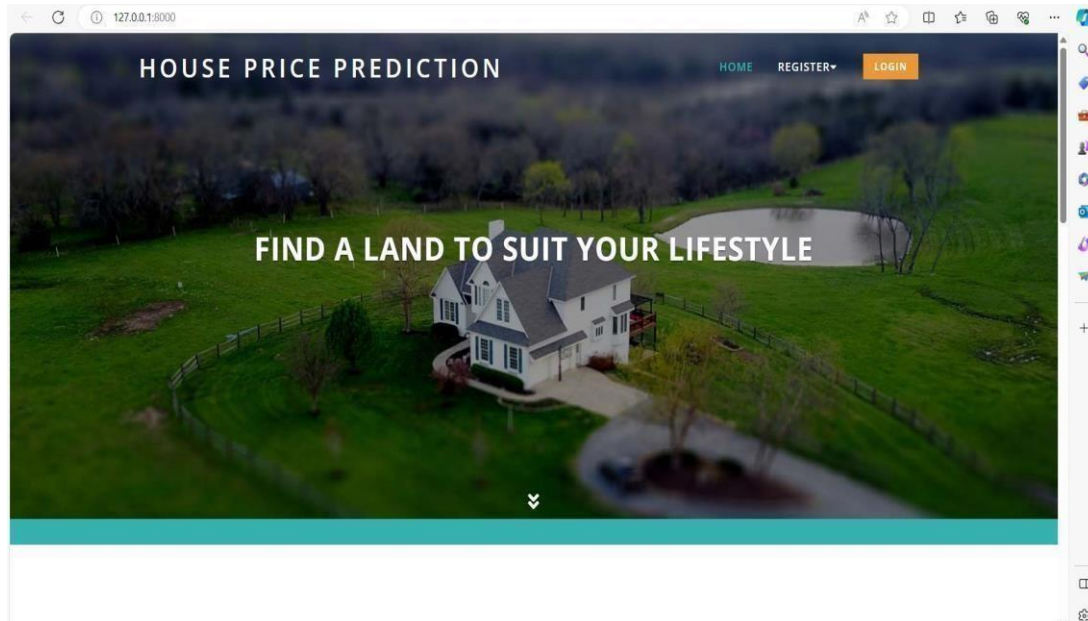 127.0.0.1:8000
HOUSE PRICE PREDICTION
HOME REGISTER LOGIN
FIND A LAND TO SUIT YOUR LIFESTYLE